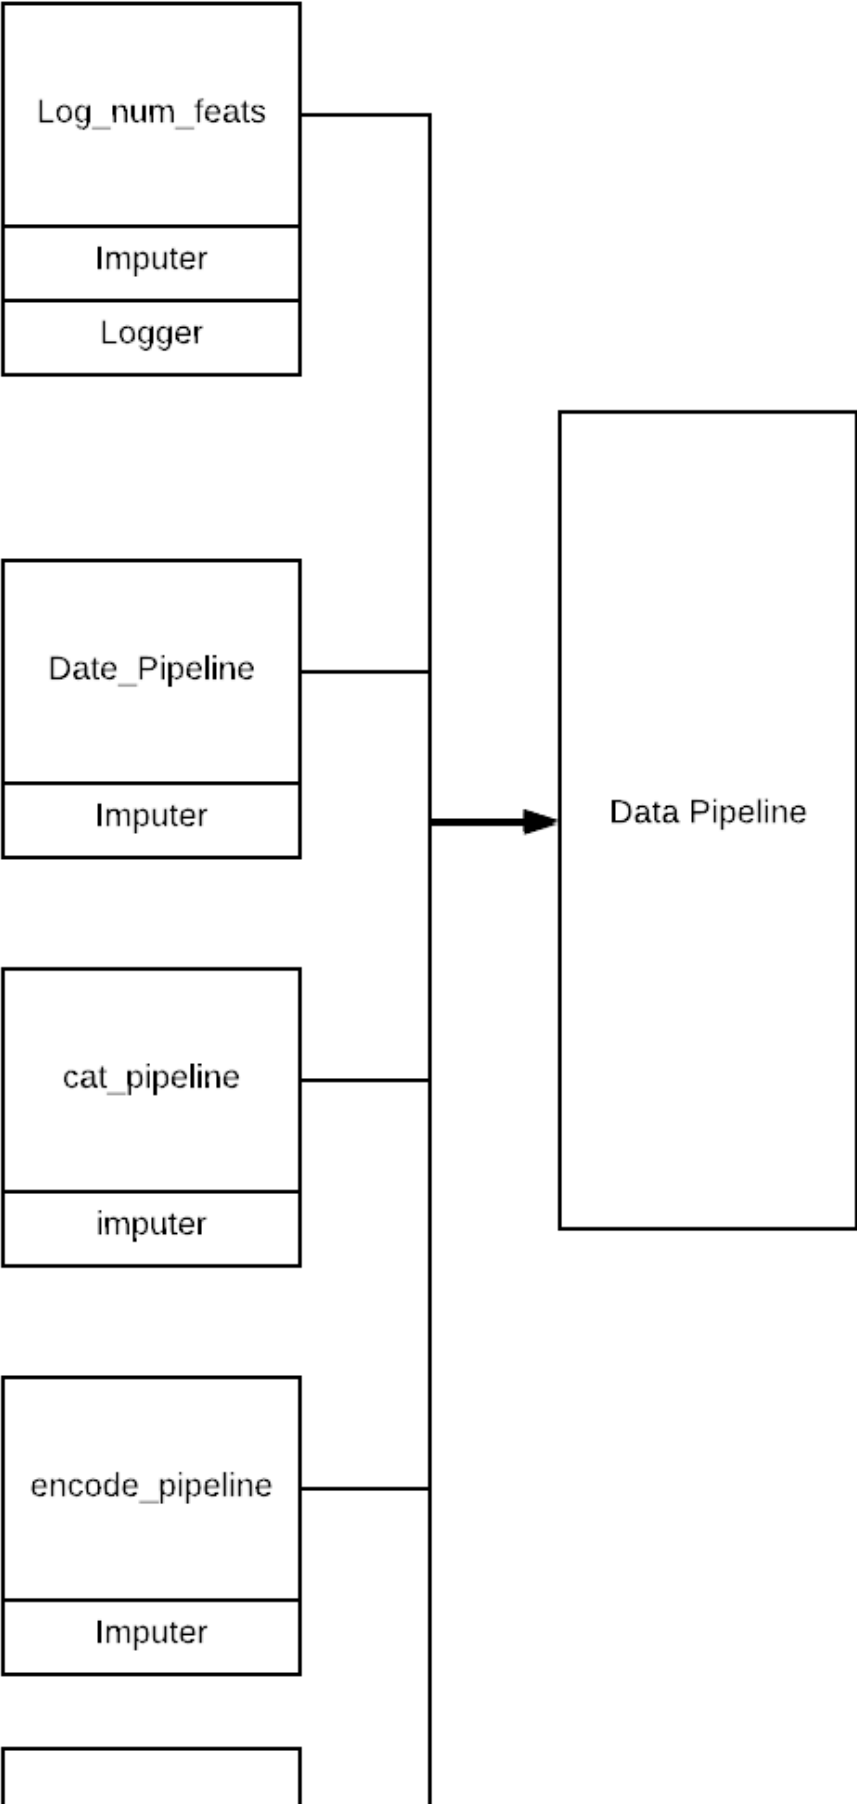 Log_num_feats
Imputer
Logger
Date_Pipeline
Imputer
Data Pipeline
cat_pipeline
imputer
encode_pipeline
Imputer